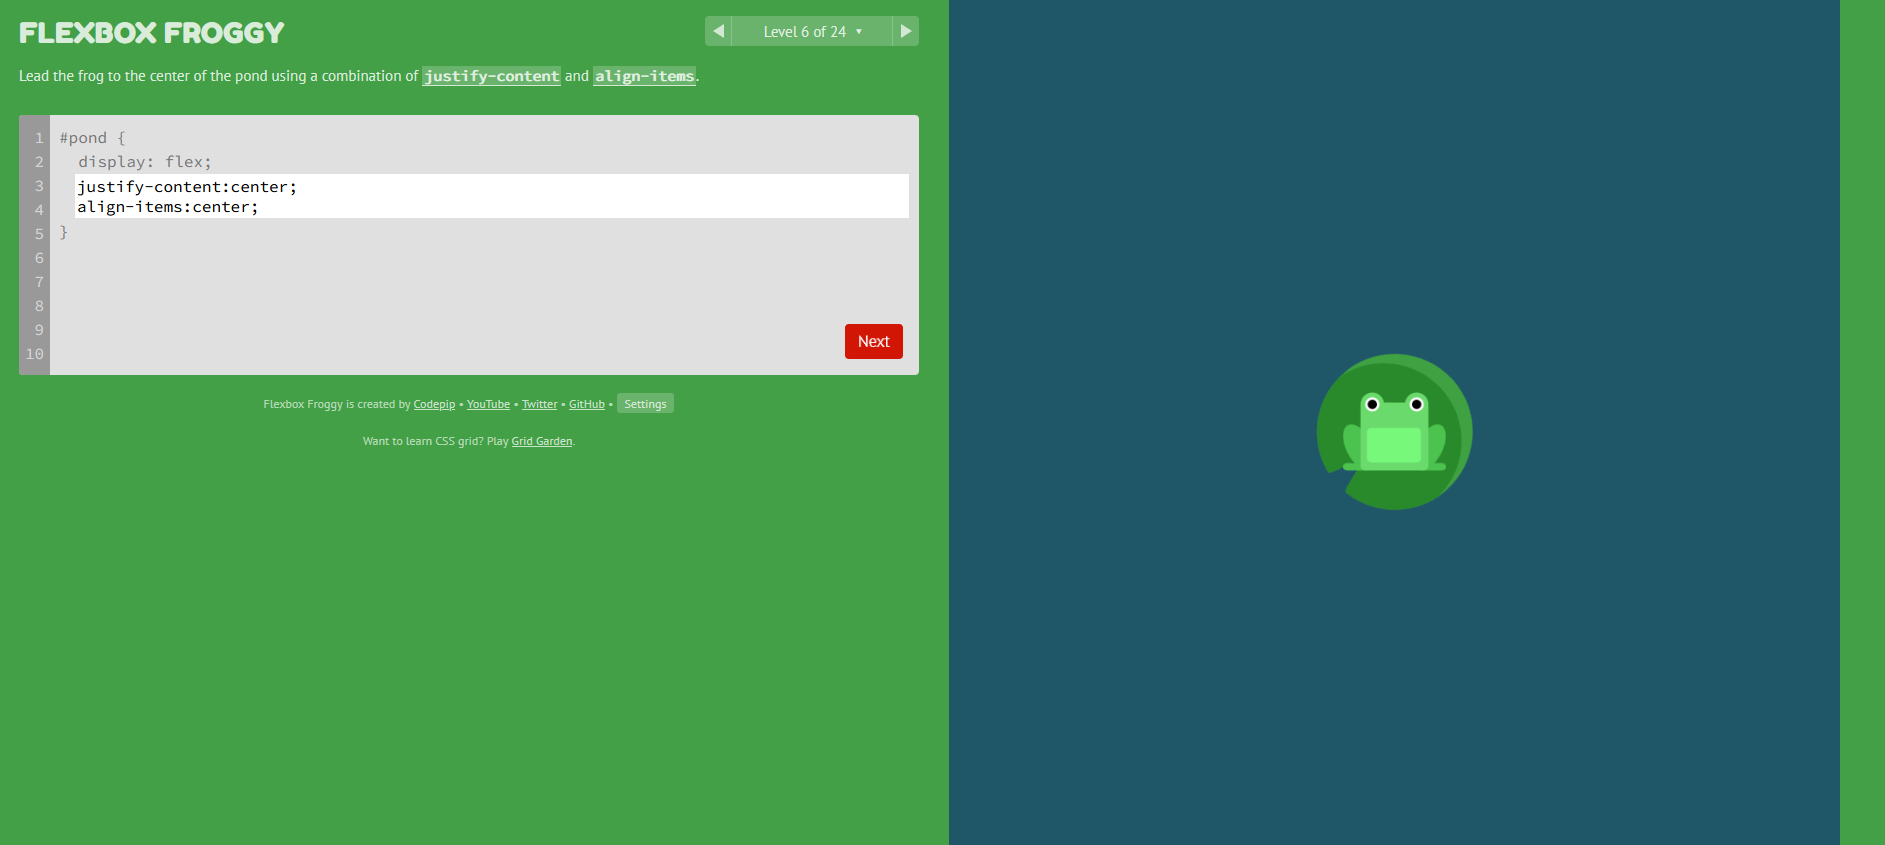 FLEXBOX FROGGY
Level 6 of 24 ▼
Lead the frog to the center of the pond using a combination of justify-content and align-items.
1 #pond {
2 display: flex;
3 justify-content:center;
4 align-items:center;
5 }
6
7
8
9
10
Next
Flexbox Froggy is created by Codepip • YouTube • Twitter • GitHub • Settings
Want to learn CSS grid? Play Grid Garden.